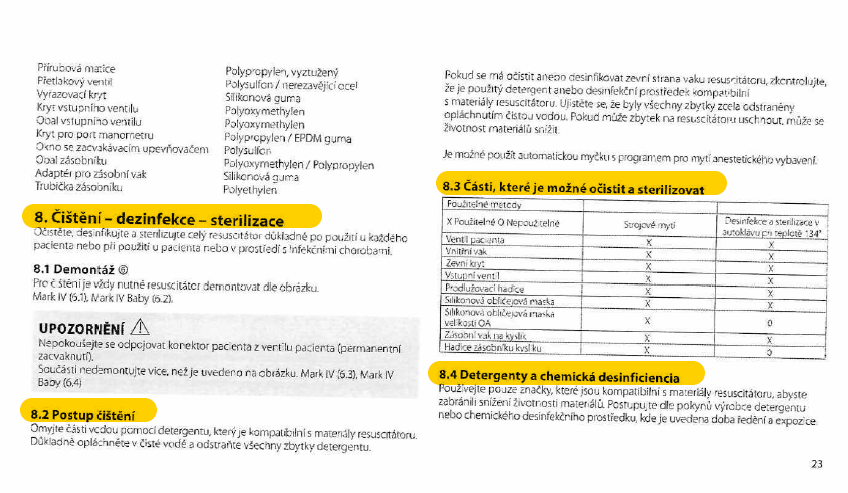 Přírubová matice Polypropylen, vyztužený
Přetlakový ventil Polysulfon / nerezavějící ocel
Vyřazovací kryt Silikonová guma
Kryt vstupního ventilu Polyoxymethylen
Obal vstupního ventilu Polyoxymethylen
Kryt pro port manometru Polypropylen / EPDM guma
Okno se zacvakávacím upevňovačem Polysulfon
Obal zásobníku Polyoxymethylen / Polypropylen
Adaptér pro zásobní vak Silikonová guma
Trubička zásobníku Polyethylen
8. Čištění – dezinfekce – sterilizace
Očistěte, desinfikujte a sterilizujte celý resuscitátor důkladně po použití u každého
pacienta nebo při použití u pacienta nebo v prostředí s infekčními chorobami.
8.1 Demontáž ⑥
Pro čištění je vždy nutné resuscitátor demontovat dle obrázku.
Mark IV (6.1), Mark IV Baby (6.2).
UPOZORNĚNÍ ⚠
Nepokoušejte se odpojovat konektor pacienta z ventilu pacienta (permanentní
zacvaknutí).
Součásti nedemontujte více, než je uvedeno na obrázku. Mark IV (6.3), Mark IV
Baby (6.4)
8.2 Postup čištění
Omyjte části vodou pomocí detergentu, který je kompatibilní s materiály resuscitátoru.
Důkladně opláchněte v čisté vodě a odstraňte všechny zbytky detergentu.
Pokud se má očistit anebo desinfikovat zevní strana vaku resuscitátoru, zkontrolujte,
že je použitý detergent anebo desinfekční prostředek kompatibilní
s materiály resuscitátoru. Ujistěte se, že byly všechny zbytky zcela odstraněny
opláchnutím čistou vodou. Pokud může zbytek na resuscitátoru uschnout, může se
životnost materiálů snížit.
Je možné použít automatickou myčku s programem pro mytí anestetického vybavení.
8.3 Části, které je možné očistit a sterilizovat
Použitelné metody
X Použitelné O Nepoužitelné Strojové mytí Desinfekce a sterilizace v
autoklávu při teplotě 134°
Ventil pacienta X X
Vnitřní vak X X
Zevní kryt X X
Vstupní ventil X X
Prodlužovací hadice X X
Silikonová obličejová maska X X
Silikonová obličejová maska
velikosti OA X O
Zásobní vak na kyslík X X
Hadice zásobníku kyslíku X O
8.4 Detergenty a chemická desinficiencia
Používejte pouze značky, které jsou kompatibilní s materiály resuscitátoru, abyste
zabránili snížení životnosti materiálů. Postupujte dle pokynů výrobce detergentu
nebo chemického desinfekčního prostředku, kde je uvedena doba ředění a expozice.
23